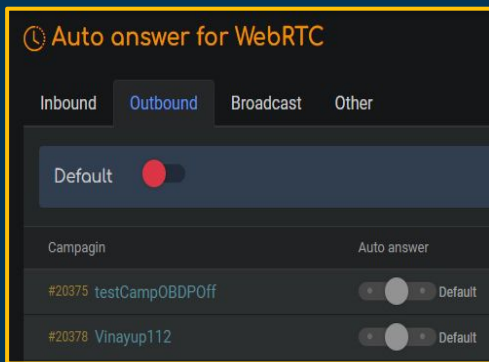 Auto answer for WebRTC
Inbound Outbound Broadcast Other
Default
Campagin Auto answer
#20375 testCampOBDPOff Default
#20378 Vinayup112 Default